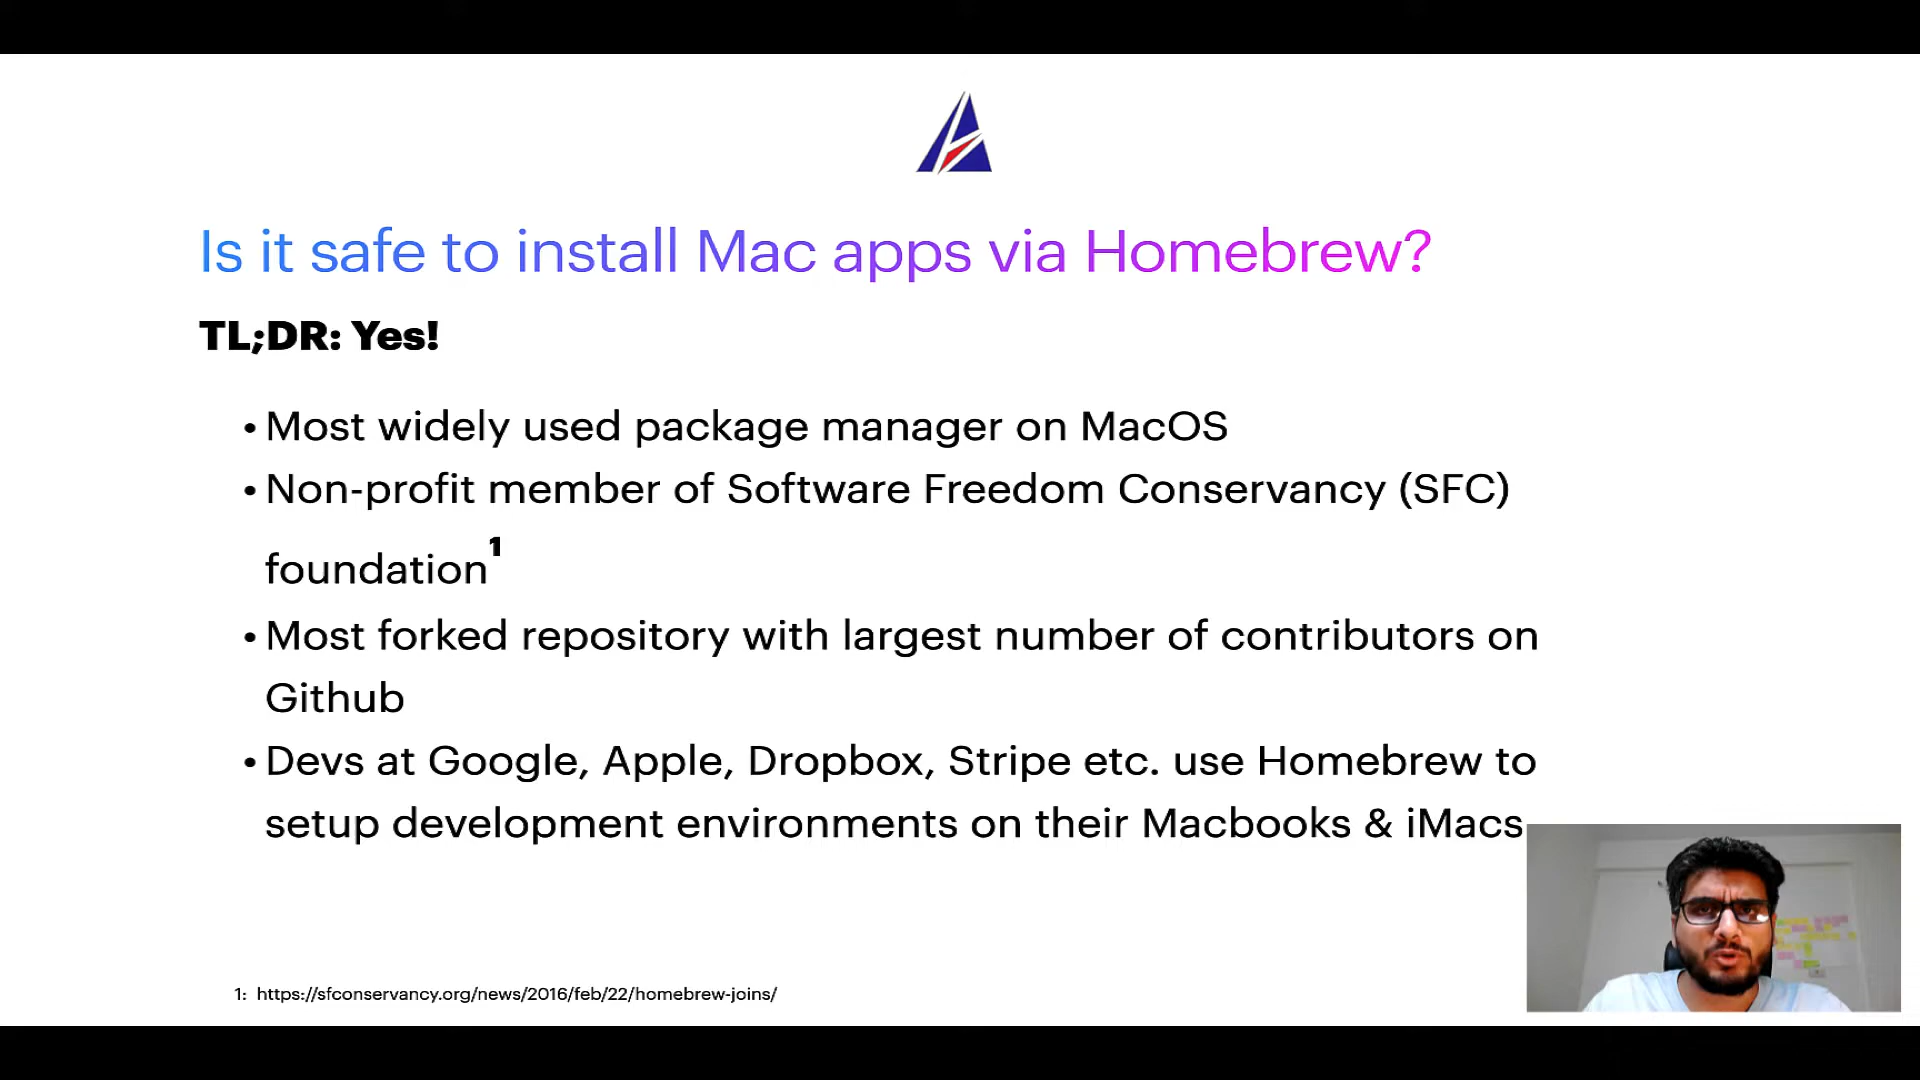 Is it safe to install Mac apps via Homebrew?
TL;DR: Yes!
• Most widely used package manager on MacOS
• Non-profit member of Software Freedom Conservancy (SFC)
foundation1
• Most forked repository with largest number of contributors on
Github
• Devs at Google, Apple, Dropbox, Stripe etc. use Homebrew to
setup development environments on their Macbooks & iMacs
1: https://sfconservancy.org/news/2016/feb/22/homebrew-joins/